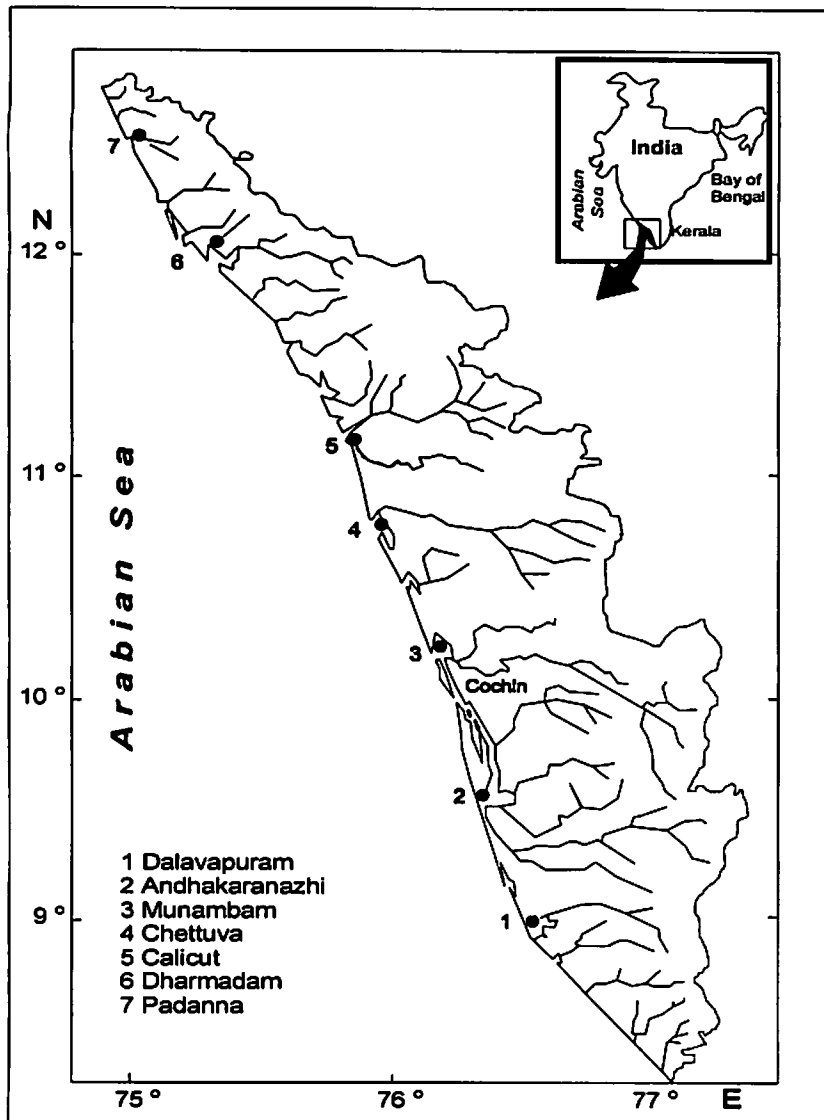 India
Arabian
Sea
Bay of
Bengal
Kerala
N
12°
11°
10°
9°
7
6
5
4
3
Cochin
2
1
Arabian Sea
1 Dalavapuram
2 Andhakaranazhi
3 Munambam
4 Chettuva
5 Calicut
6 Dharmadam
7 Padanna
75°
76°
77° E